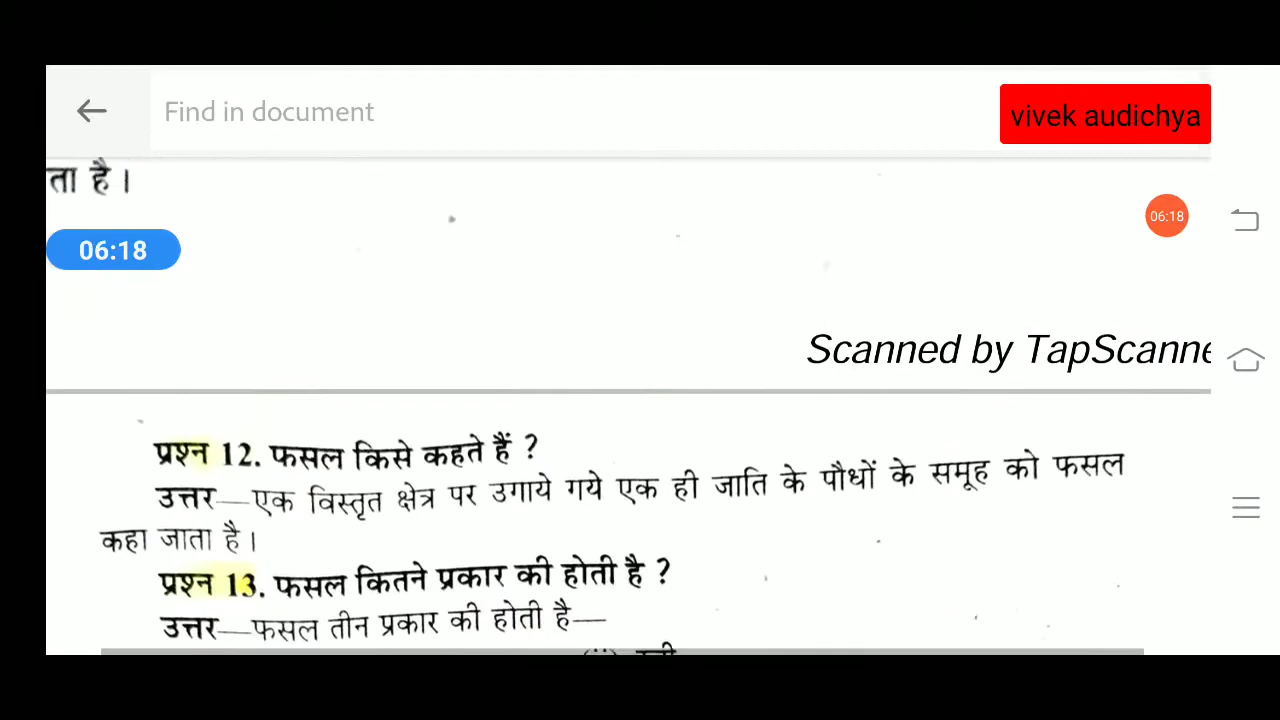 Find in document
vivek audichya
ता है।
06:18
06:18
Scanned by TapScanne
प्रश्न 12. फसल किसे कहते हैं ?
उत्तर—एक विस्तृत क्षेत्र पर उगाये गये एक ही जाति के पौधों के समूह को फसल
कहा जाता है।
प्रश्न 13. फसल कितने प्रकार की होती है ?
उत्तर—फसल तीन प्रकार की होती है—